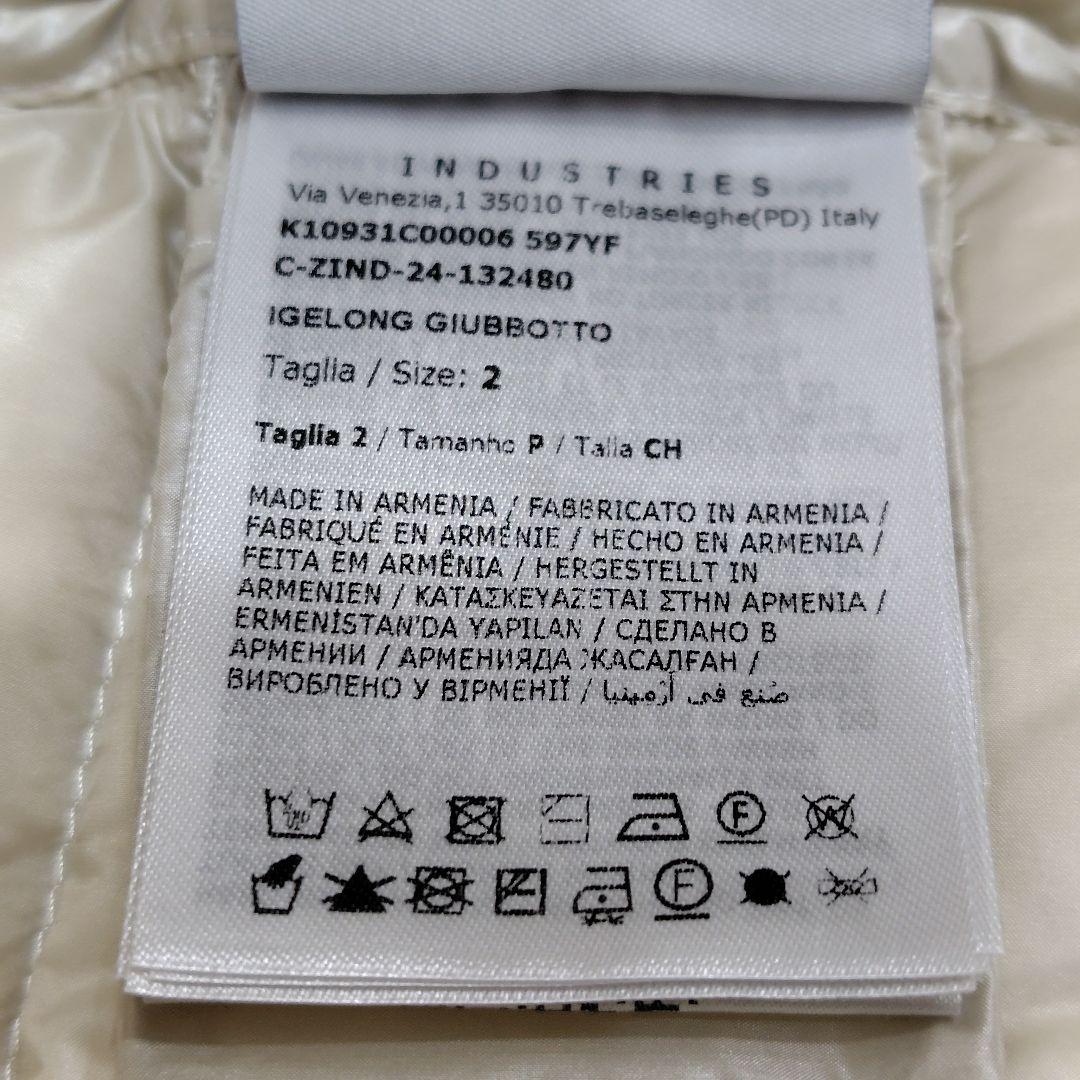 INDUSTRIES
Via Venezia,1 35010 Trebaseleghe(PD) Italy
K10931C00006 597YF
C-ZIND-24-132480
IGELONG GIUBBOTTO
Taglia / Size: 2
Taglia 2 / Tamanho P / Talla CH
MADE IN ARMENIA / FABBRICATO IN ARMENIA /
FABRIQUÉ EN ARMÉNIE / HECHO EN ARMENIA /
FEITA EM ARMÊNIA / HERGESTELLT IN
ARMENIEN / ΚΑΤΑΣΚΕΥΑΖΕΤΑΙ ΣΤΗΝ ΑΡΜΕΝΙΑ /
ERMENİSTAN'DA YAPILAN / СДЕЛАНО В
АРМЕНИИ / АРМЕНИЯДА ЖАСАЛҒАН /
ВИРОБЛЕНО У ВІРМЕНІЇ / صُنع في أرمينيا
F W
F